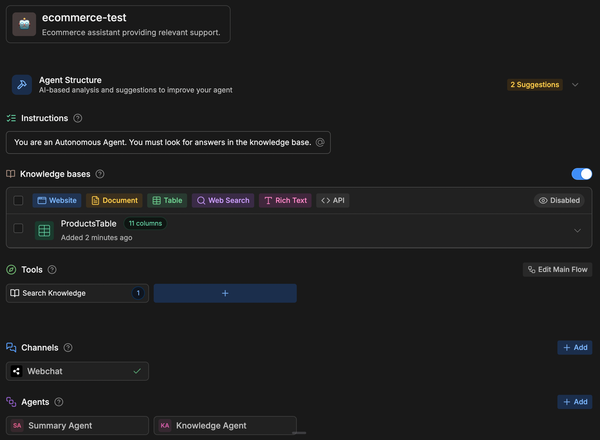 ecommerce-test
Ecommerce assistant providing relevant support.
Agent Structure
AI-based analysis and suggestions to improve your agent
2 Suggestions
Instructions
You are an Autonomous Agent. You must look for answers in the knowledge base.
Knowledge bases
Website Document Table Web Search Rich Text API Disabled
ProductsTable 11 columns
Added 2 minutes ago
Tools Edit Main Flow
Search Knowledge 1
Channels + Add
Webchat
Agents + Add
SA Summary Agent KA Knowledge Agent